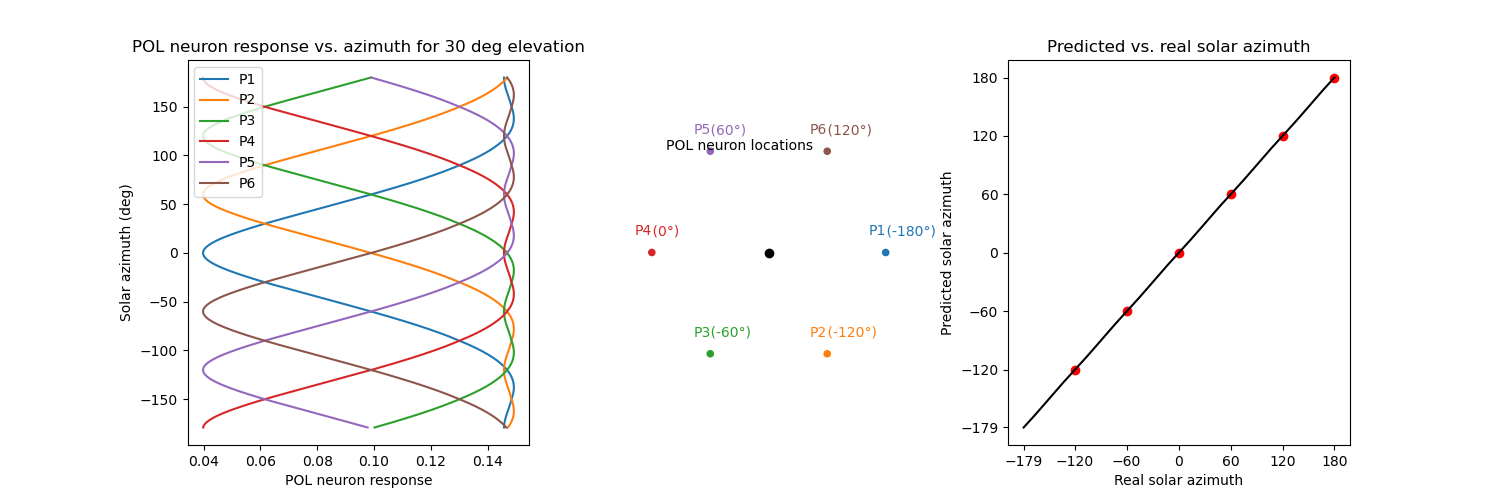 POL neuron response vs. azimuth for 30 deg elevation
P1
P2
P3
P4
P5
P6
150
100
50
0
−50
−100
−150
Solar azimuth (deg)
0.04 0.06 0.08 0.10 0.12 0.14
POL neuron response
P5(60°) P6(120°)
POL neuron locations
P4(0°) P1(-180°)
P3(-60°) P2(-120°)
Predicted vs. real solar azimuth
180
120
60
0
−60
−120
−179
Predicted solar azimuth
−179 −120 −60 0 60 120 180
Real solar azimuth